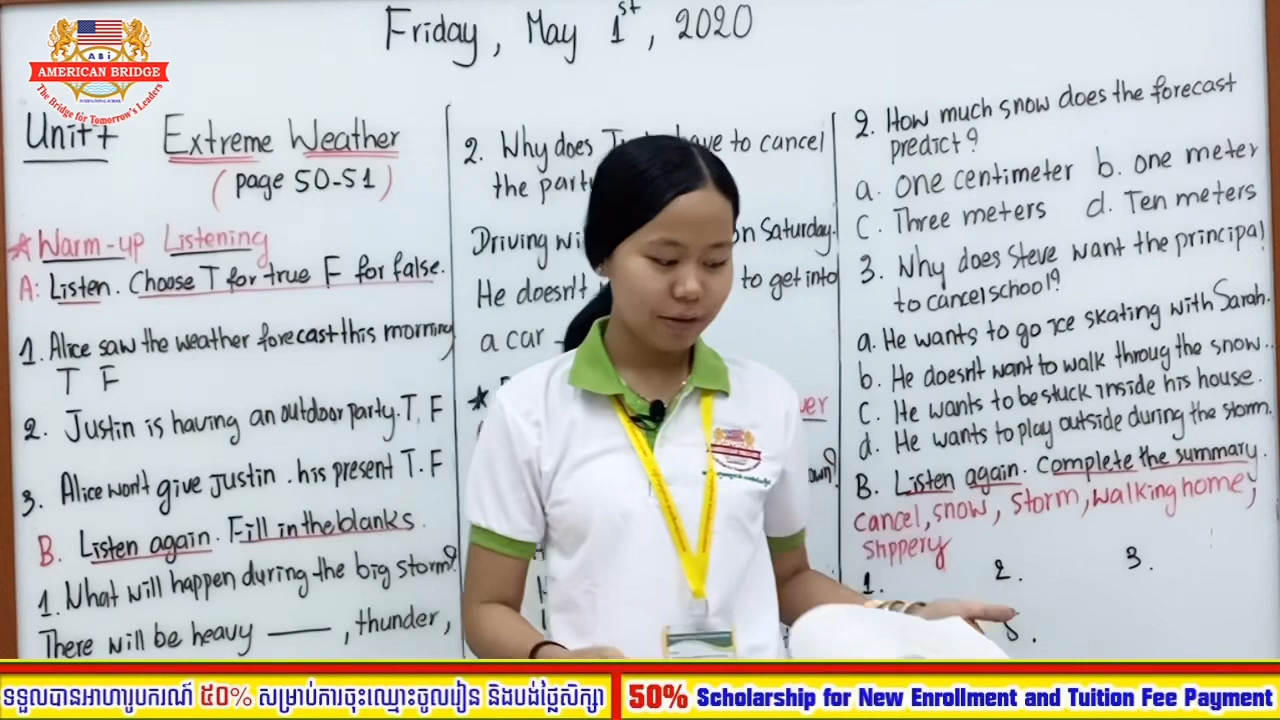 ABi
AMERICAN BRIDGE
INTERNATIONAL SCHOOL
The Bridge for Tomorrow's Leaders
Friday, May 1st, 2020
Unit 7 Extreme Weather
(page 50-51)
Warm-up Listening
A: Listen. Choose T for true F for false.
1. Alice saw the weather forecast this morning
T F
2. Justin is having an outdoor party. T, F
3. Alice won't give Justin . his present T. F
B. Listen again. Fill in the blanks.
1. What will happen during the big storm?
There will be heavy ___, thunder,
2. Why does have to cancel
the party
Driving wi on Saturday.
He doesn't to get into
a car
2. How much snow does the forecast
predict?
a. one centimeter b. one meter
C. Three meters d. Ten meters
3. Why does Steve want the principal
to cancel school?
a. He wants to go ice skating with Sarah.
b. He doesn't want to walk throug the snow..
C. He wants to be stuck inside his house.
d. He wants to play outside during the storm.
B. Listen again. Complete the summary.
cancel, snow, storm, walking home,
slippery
1. 2. 3.
ទទួលបានអាហារូបករណ៍ ៥០% សម្រាប់ការចុះឈ្មោះចូលរៀន និងបង់ថ្លៃសិក្សា
50% Scholarship for New Enrollment and Tuition Fee Payment